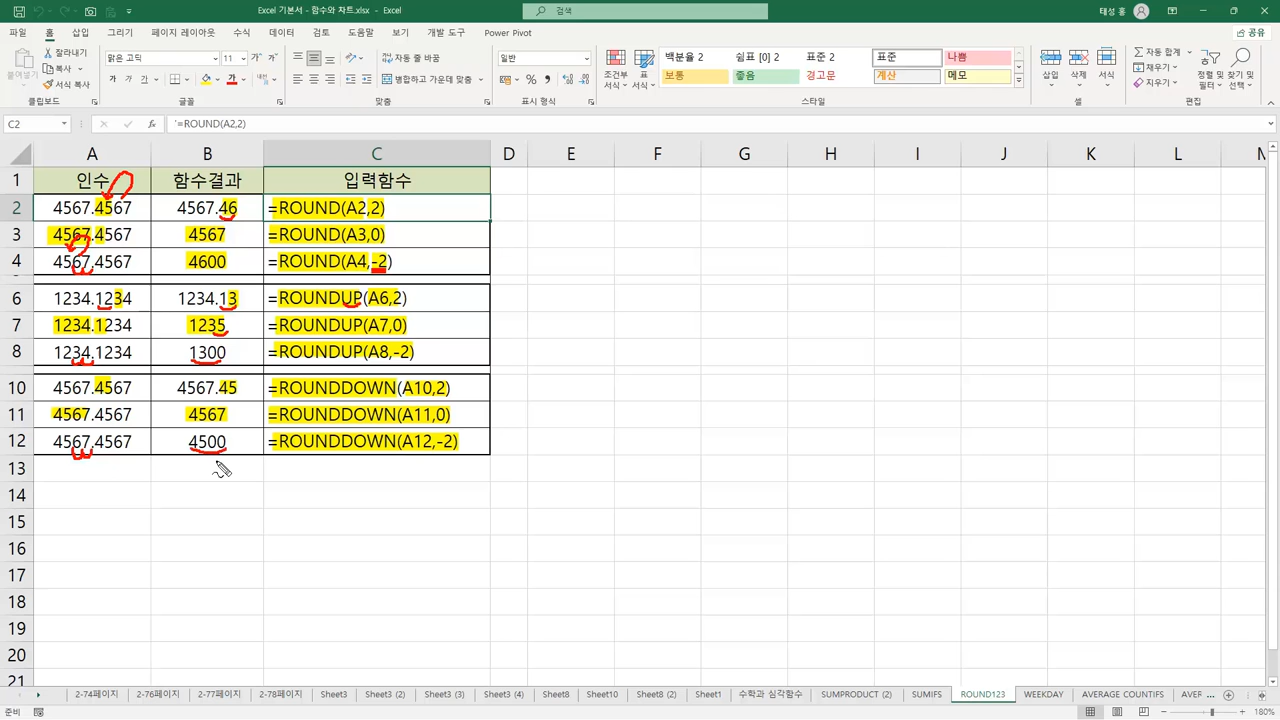 Excel 기본서 - 함수와 차트.xlsx - Excel
검색
태성 홍
파일 홈 삽입 그리기 페이지 레이아웃 수식 데이터 검토 도움말 보기 개발 도구 Power Pivot
공유
붙여넣기
잘라내기
복사
서식 복사
클립보드
맑은 고딕 11
가 가 가
글꼴
자동 줄 바꿈
병합하고 가운데 맞춤
맞춤
일반
표시 형식
조건부 서식
표 서식
백분율 2 쉼표 [0] 2 표준 2 표준 나쁨
보통 좋음 경고문 계산 메모
스타일
삽입 삭제 서식
셀
자동 합계
채우기
지우기
정렬 및 필터
찾기 및 선택
편집
C2 fx '=ROUND(A2,2)
A B C D E F G H I J K L M
1 인수 함수결과 입력함수
2 4567.4567 4567.46 =ROUND(A2,2)
3 4567.4567 4567 =ROUND(A3,0)
4 4567.4567 4600 =ROUND(A4,-2)
6 1234.1234 1234.13 =ROUNDUP(A6,2)
7 1234.1234 1235 =ROUNDUP(A7,0)
8 1234.1234 1300 =ROUNDUP(A8,-2)
10 4567.4567 4567.45 =ROUNDDOWN(A10,2)
11 4567.4567 4567 =ROUNDDOWN(A11,0)
12 4567.4567 4500 =ROUNDDOWN(A12,-2)
13
14
15
16
17
18
19
20
21
2-74페이지 2-76페이지 2-77페이지 2-78페이지 Sheet3 Sheet3 (2) Sheet3 (3) Sheet3 (4) Sheet8 Sheet10 Sheet8 (2) Sheet1 수학과 삼각함수 SUMPRODUCT (2) SUMIFS ROUND123 WEEKDAY AVERAGE COUNTIFS AVER ...
준비 180%